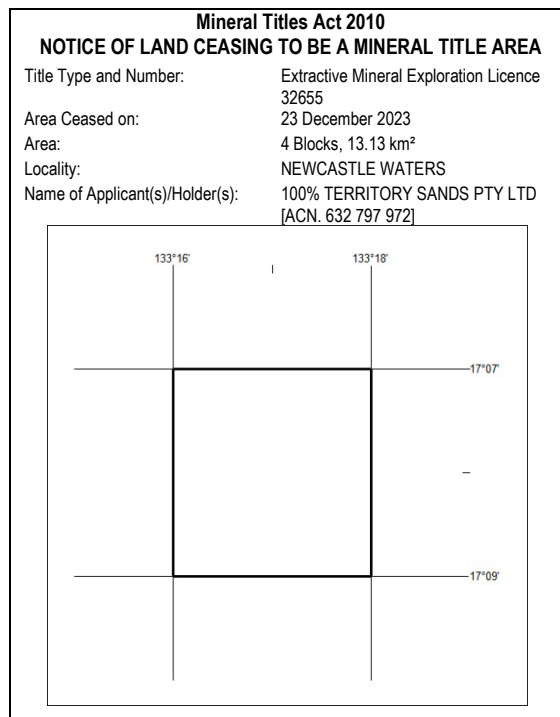 Mineral Titles Act 2010
NOTICE OF LAND CEASING TO BE A MINERAL TITLE AREA
Title Type and Number: Extractive Mineral Exploration Licence
32655
Area Ceased on: 23 December 2023
Area: 4 Blocks, 13.13 km²
Locality: NEWCASTLE WATERS
Name of Applicant(s)/Holder(s): 100% TERRITORY SANDS PTY LTD
[ACN. 632 797 972]
133°16' 133°18'
17°07'
17°09'